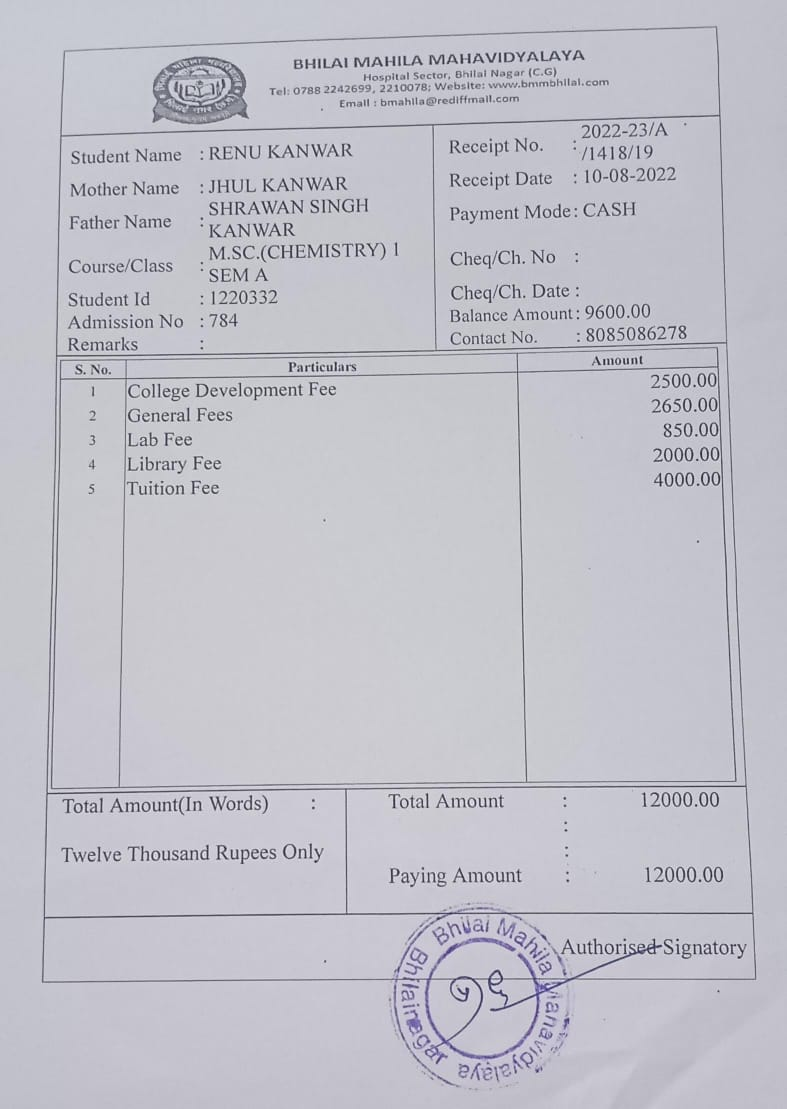 BHILAI MAHILA MAHAVIDYALAYA
Hospital Sector, Bhilai Nagar (C.G)
Tel: 0788 2242699, 2210078; Website: www.bmmbhilai.com
Email : bmahila@rediffmail.com
Student Name : RENU KANWAR
Mother Name : JHUL KANWAR
Father Name : SHRAWAN SINGH
KANWAR
Course/Class : M.SC.(CHEMISTRY) 1
SEM A
Student Id : 1220332
Admission No : 784
Remarks :
Receipt No. : 2022-23/A
/1418/19
Receipt Date : 10-08-2022
Payment Mode : CASH
Cheq/Ch. No :
Cheq/Ch. Date :
Balance Amount : 9600.00
Contact No. : 8085086278
S. No. Particulars Amount
1 College Development Fee 2500.00
2 General Fees 2650.00
3 Lab Fee 850.00
4 Library Fee 2000.00
5 Tuition Fee 4000.00
Total Amount(In Words) :
Twelve Thousand Rupees Only
Total Amount : 12000.00
:
:
Paying Amount : 12000.00
Authorised Signatory
Bhilai Mahila Mahavidyalaya
Bhilainagar